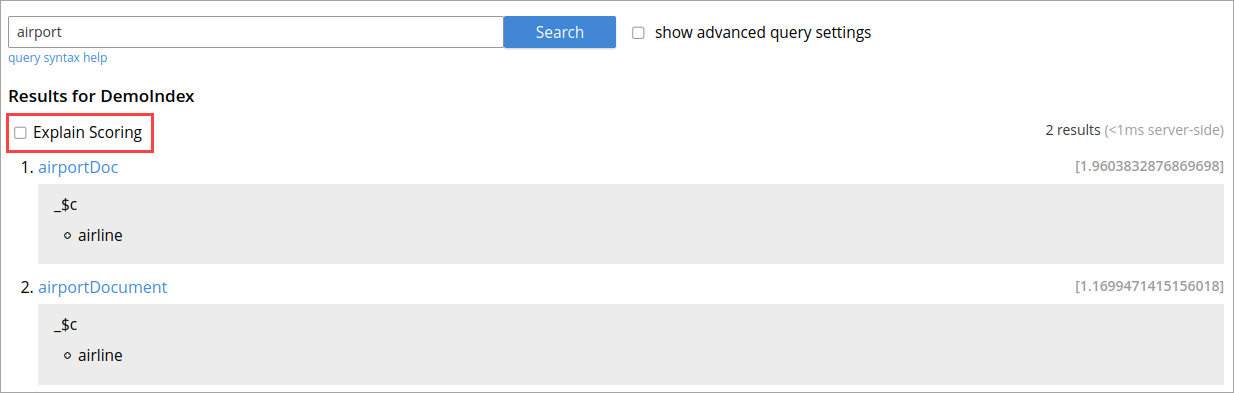 airport
Search
show advanced query settings
query syntax help
Results for DemoIndex
Explain Scoring
2 results (<1ms server-side)
1. airportDoc
[1.9603832876869698]
_$c
airline
2. airportDocument
[1.1699471415156018]
_$c
airline